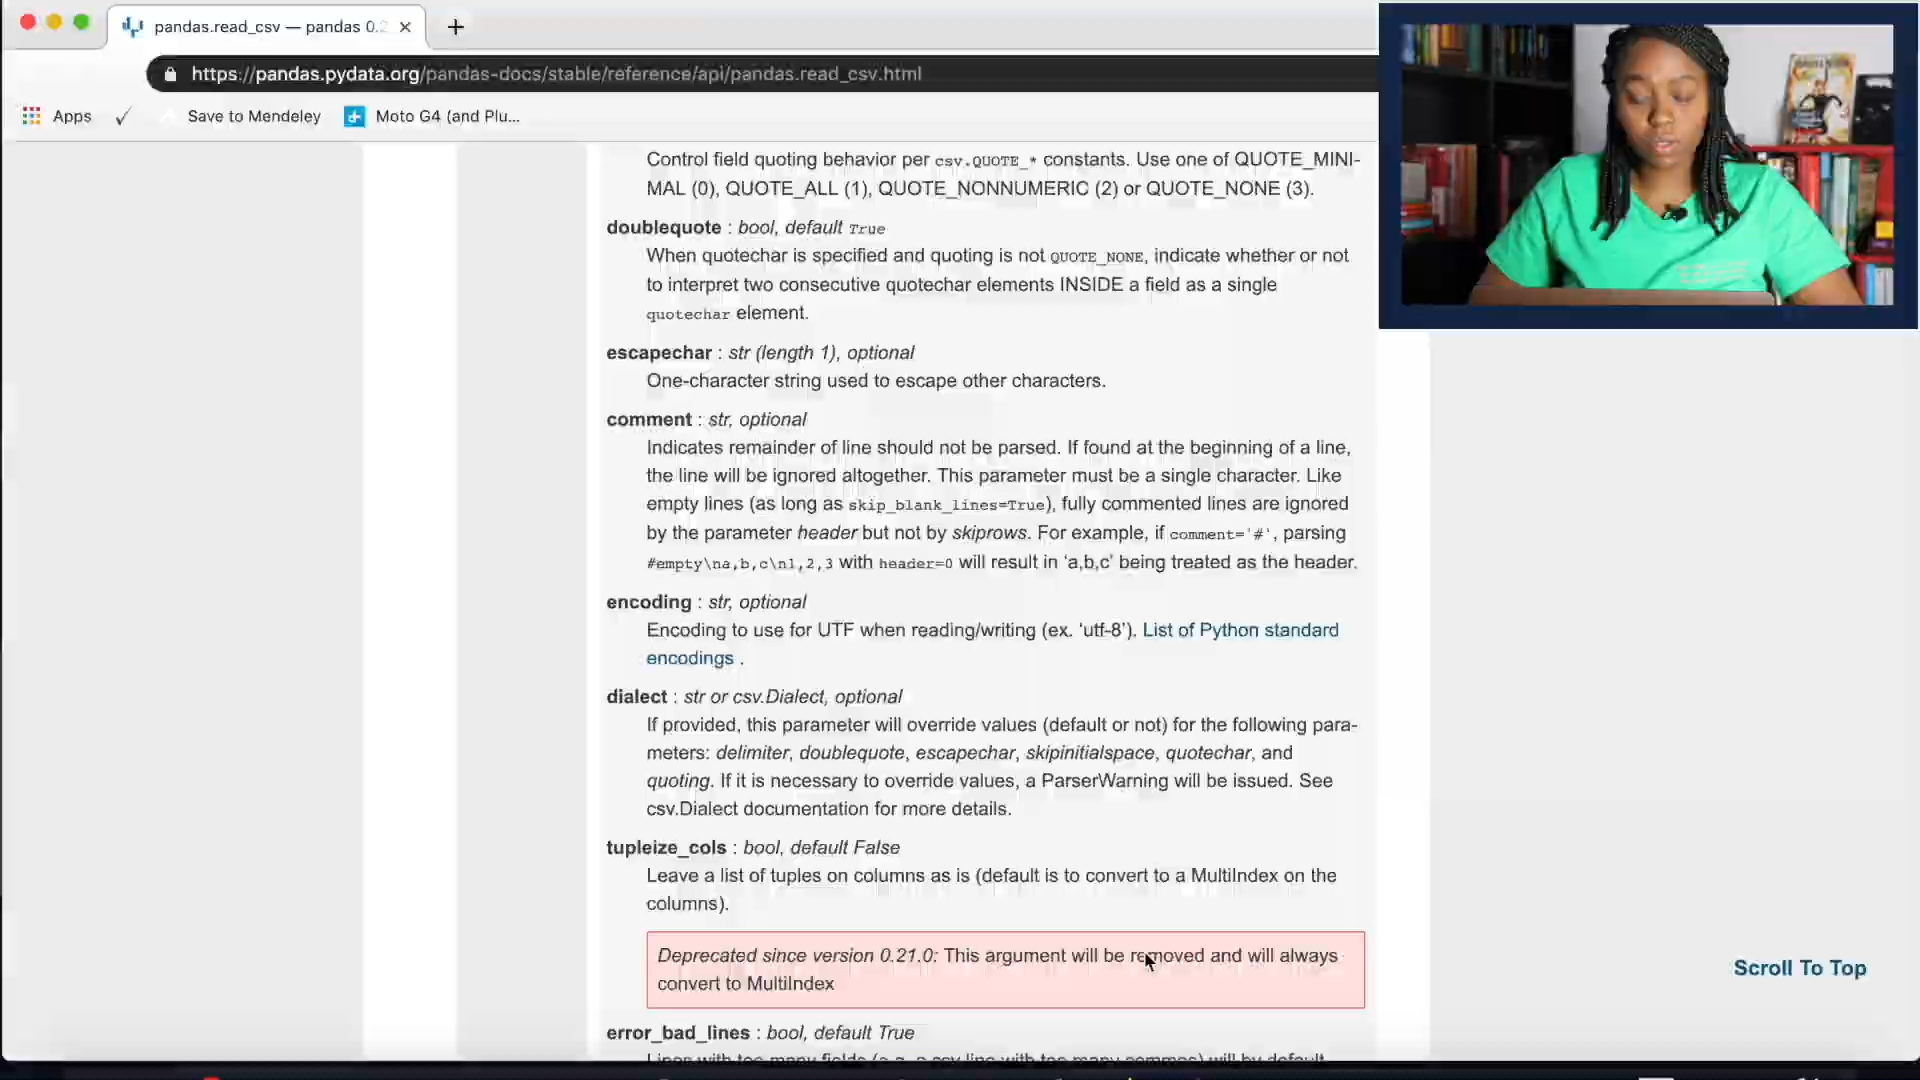 pandas.read_csv — pandas 0.2
https://pandas.pydata.org/pandas-docs/stable/reference/api/pandas.read_csv.html
Apps Save to Mendeley Moto G4 (and Plu...
Control field quoting behavior per csv.QUOTE_* constants. Use one of QUOTE_MINI-
MAL (0), QUOTE_ALL (1), QUOTE_NONNUMERIC (2) or QUOTE_NONE (3).
doublequote : bool, default True
When quotechar is specified and quoting is not QUOTE_NONE, indicate whether or not
to interpret two consecutive quotechar elements INSIDE a field as a single
quotechar element.
escapechar : str (length 1), optional
One-character string used to escape other characters.
comment : str, optional
Indicates remainder of line should not be parsed. If found at the beginning of a line,
the line will be ignored altogether. This parameter must be a single character. Like
empty lines (as long as skip_blank_lines=True), fully commented lines are ignored
by the parameter header but not by skiprows. For example, if comment='#', parsing
#empty\na,b,c\n1,2,3 with header=0 will result in ‘a,b,c’ being treated as the header.
encoding : str, optional
Encoding to use for UTF when reading/writing (ex. ‘utf-8’). List of Python standard
encodings .
dialect : str or csv.Dialect, optional
If provided, this parameter will override values (default or not) for the following para-
meters: delimiter, doublequote, escapechar, skipinitialspace, quotechar, and
quoting. If it is necessary to override values, a ParserWarning will be issued. See
csv.Dialect documentation for more details.
tupleize_cols : bool, default False
Leave a list of tuples on columns as is (default is to convert to a MultiIndex on the
columns).
Deprecated since version 0.21.0: This argument will be removed and will always
convert to MultiIndex
Scroll To Top
error_bad_lines : bool, default True
Lines with too many fields (e.g. a csv line with too many commas) will by default